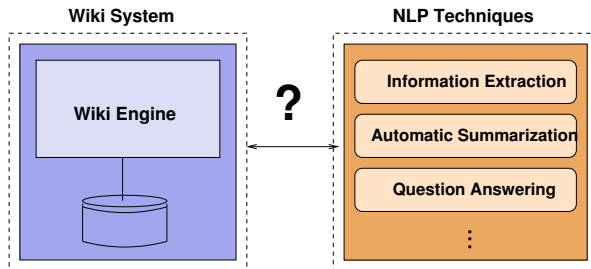 Wiki System
NLP Techniques
Wiki Engine
?
Information Extraction
Automatic Summarization
Question Answering
⋮